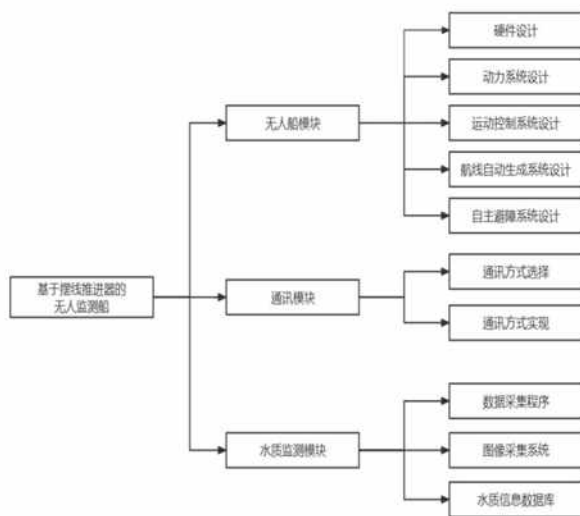 硬件设计
动力系统设计
无人船模块
运动控制系统设计
航线自动生成系统设计
自主避障系统设计
基于摆线推进器的
无人监测船
通讯模块
通讯方式选择
通讯方式实现
水质监测模块
数据采集程序
图像采集系统
水质信息数据库